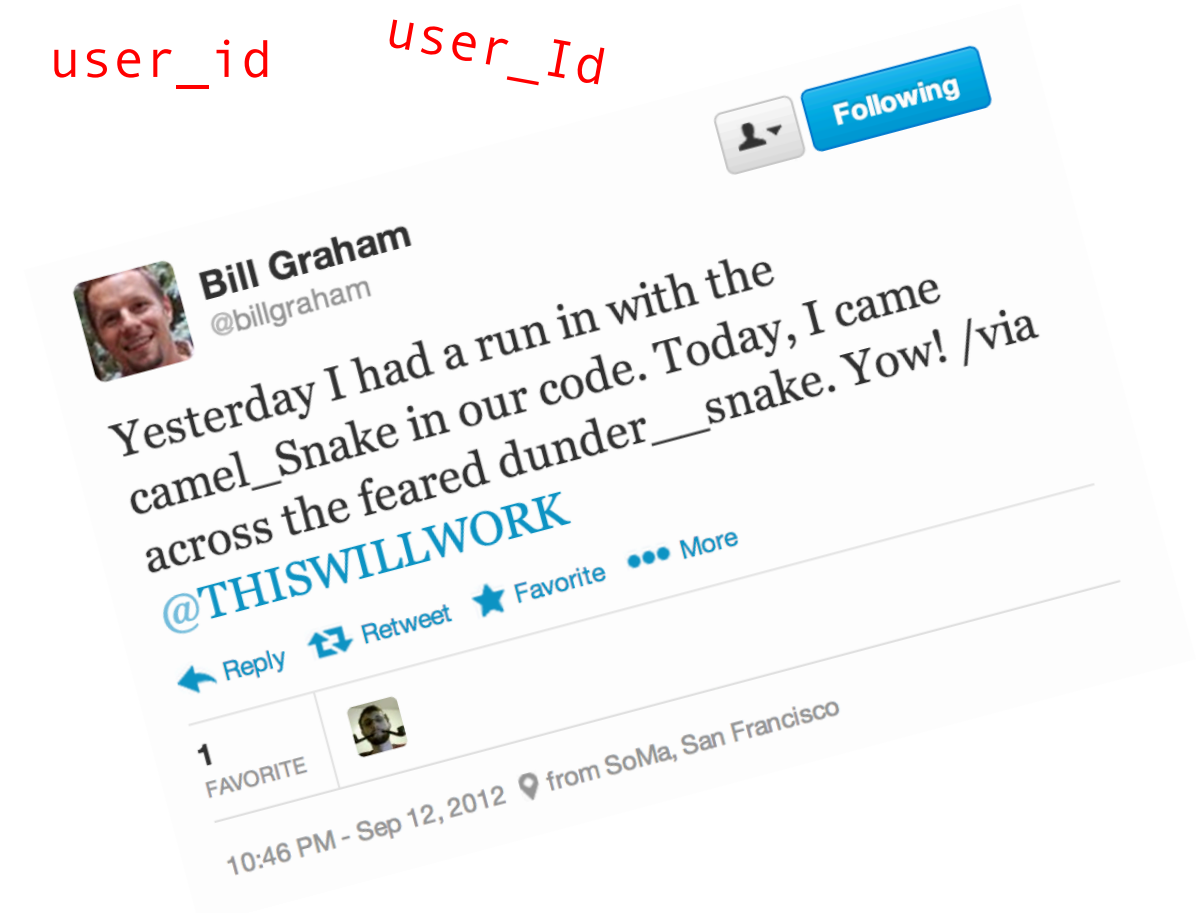 user_id
user_Id
Following
Bill Graham
@billgraham
Yesterday I had a run in with the
camel_Snake in our code. Today, I came
across the feared dunder__snake. Yow! /via
@THISWILLWORK
Reply Retweet Favorite More
1
FAVORITE
10:46 PM - Sep 12, 2012 from SoMa, San Francisco